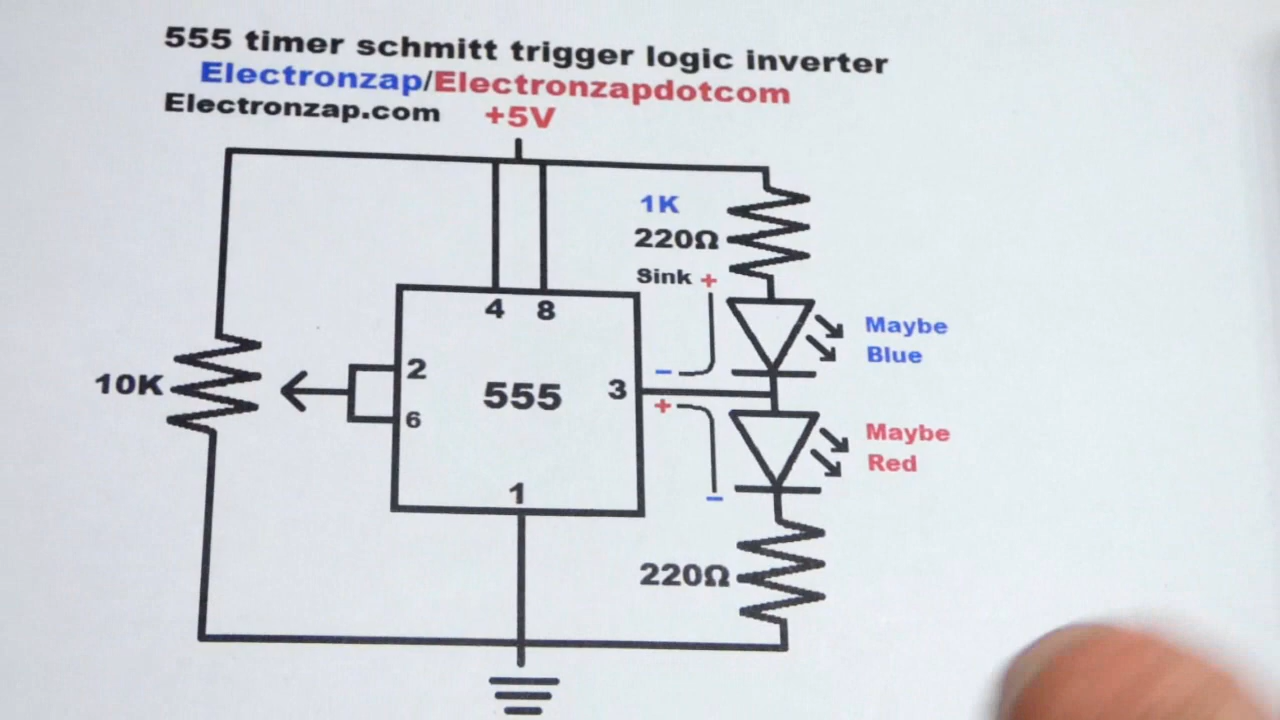 555 timer schmitt trigger logic inverter
Electronzap/Electronzapdotcom
Electronzap.com +5V
1K
220Ω
Sink +
4 8
Maybe
Blue
2
10K
555
3
−
+
6
Maybe
Red
1
−
220Ω